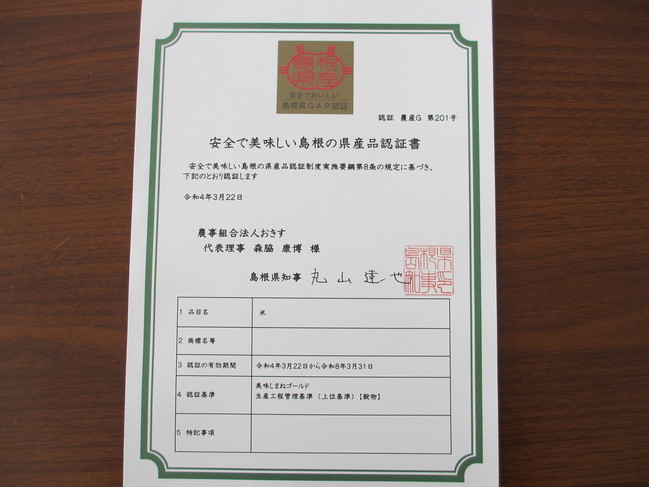 島根
県産
安全でおいしい
島根県GAP認証
認証 農産G 第201号
安全で美味しい島根の県産品認証書
安全で美味しい島根の県産品認証制度実施要綱第8条の規定に基づき、
下記のとおり認証します
令和4年3月22日
農事組合法人おきす
代表理事 森脇 康博 様
島根県知事 丸山達也
島根県知事印
1 品目名 米
2 商標名等
3 認証の有効期間 令和4年3月22日から令和8年3月31日
4 認証基準 美味しまねゴールド
生産工程管理基準（上位基準）【穀物】
5 特記事項